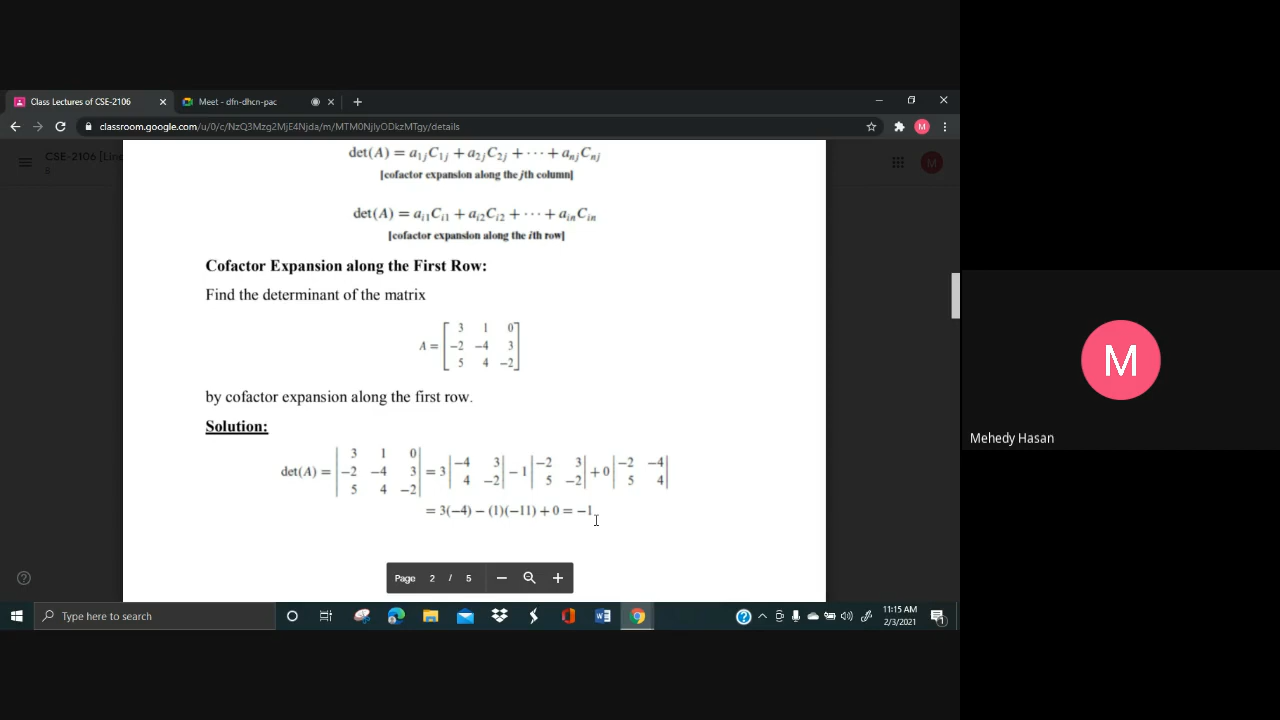 Class Lectures of CSE-2106
Meet - dfn-dhcn-pac
classroom.google.com/u/0/c/NzQ3Mzg2MjE4Njda/m/MTM0NjIyODkzMTgy/details
CSE-2106 [Lin
5
M
det(A) = a₁ⱼC₁ⱼ + a₂ⱼC₂ⱼ + ··· + aₙⱼCₙⱼ
[cofactor expansion along the jth column]
det(A) = aᵢ₁Cᵢ₁ + aᵢ₂Cᵢ₂ + ··· + aᵢₙCᵢₙ
[cofactor expansion along the ith row]
Cofactor Expansion along the First Row:
Find the determinant of the matrix
3 1 0
A = -2 -4 3
5 4 -2
by cofactor expansion along the first row.
Solution:
det(A) = |3 1 0; -2 -4 3; 5 4 -2| = 3 |-4 3; 4 -2| - 1 |-2 3; 5 -2| + 0 |-2 -4; 5 4|
= 3(-4) - (1)(-11) + 0 = -1
Page 2 / 5
M
Mehedy Hasan
Type here to search
11:15 AM
2/3/2021
1